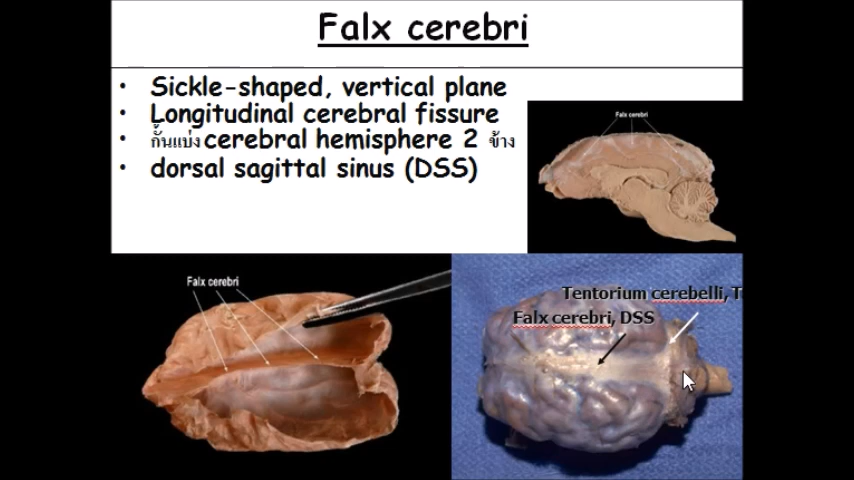 Falx cerebri
• Sickle-shaped, vertical plane
• Longitudinal cerebral fissure
• กั้นแบ่ง cerebral hemisphere 2 ข้าง
• dorsal sagittal sinus (DSS)
Falx cerebri
Falx cerebri
Tentorium cerebelli, T
Falx cerebri, DSS